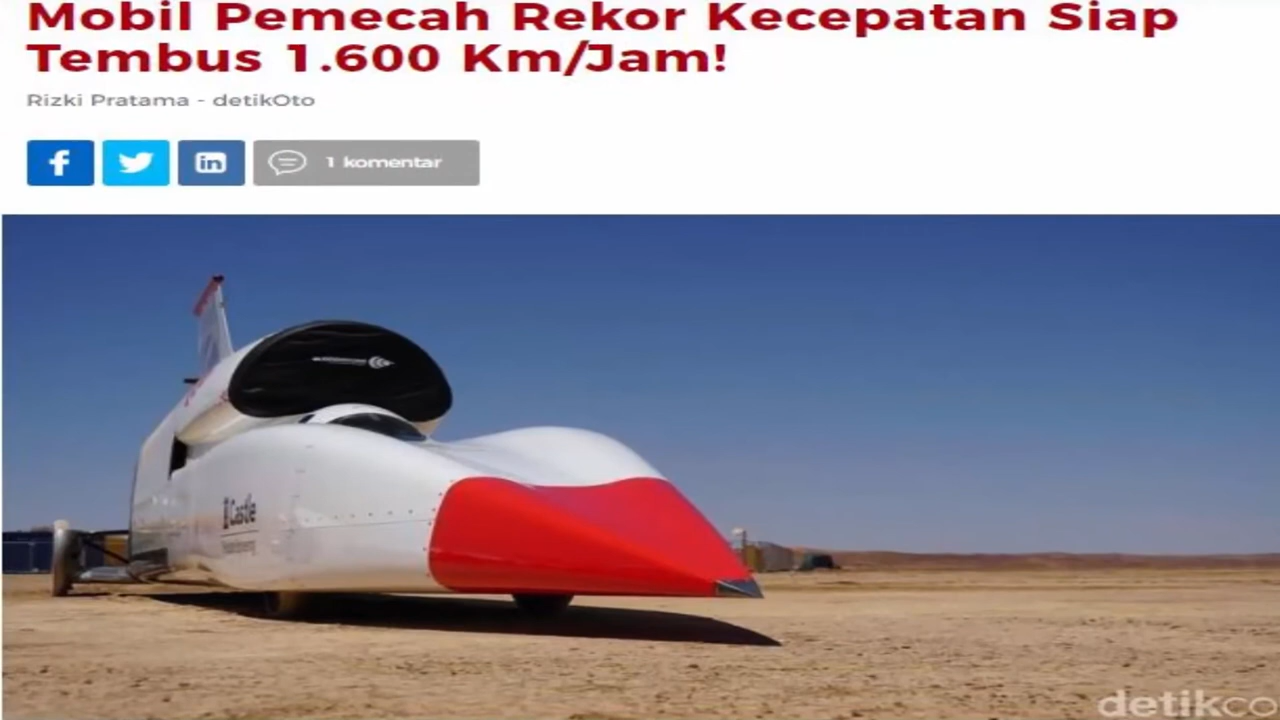 Mobil Pemecah Rekor Kecepatan Siap
Tembus 1.600 Km/Jam!
Rizki Pratama - detikOto
1 komentar
Castle
detikco